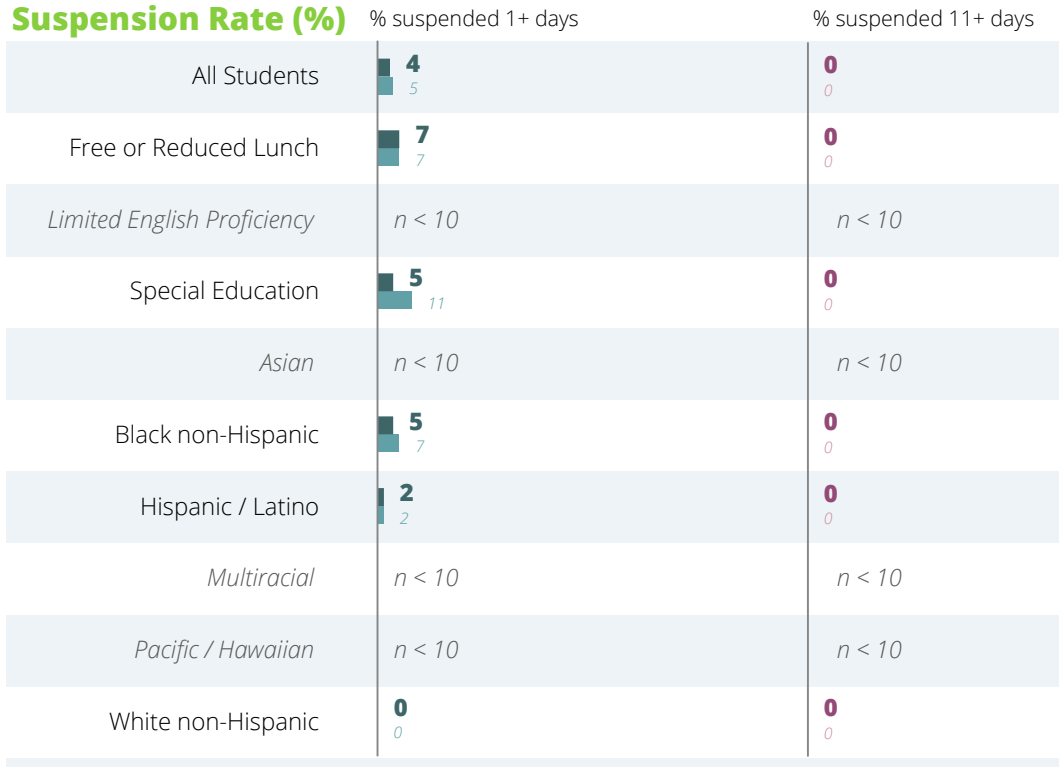 Suspension Rate (%) % suspended 1+ days % suspended 11+ days
All Students 4 0
5 0
Free or Reduced Lunch 7 0
7 0
Limited English Proficiency n < 10 n < 10
Special Education 5 0
11 0
Asian n < 10 n < 10
Black non-Hispanic 5 0
7 0
Hispanic / Latino 2 0
2 0
Multiracial n < 10 n < 10
Pacific / Hawaiian n < 10 n < 10
White non-Hispanic 0 0
0 0